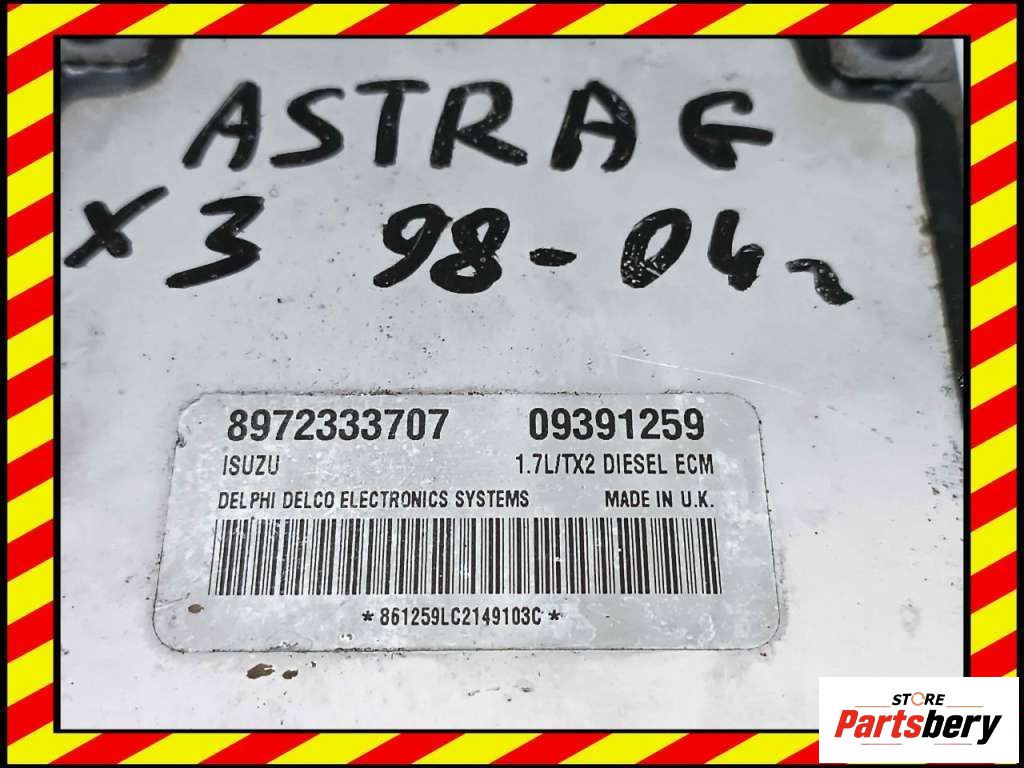 ASTRA G
X 3 98-04~
8972333707 09391259
ISUZU 1.7L/TX2 DIESEL ECM
DELPHI DELCO ELECTRONICS SYSTEMS MADE IN U.K.
*861259LC2149103C*
STORE
Partsbery